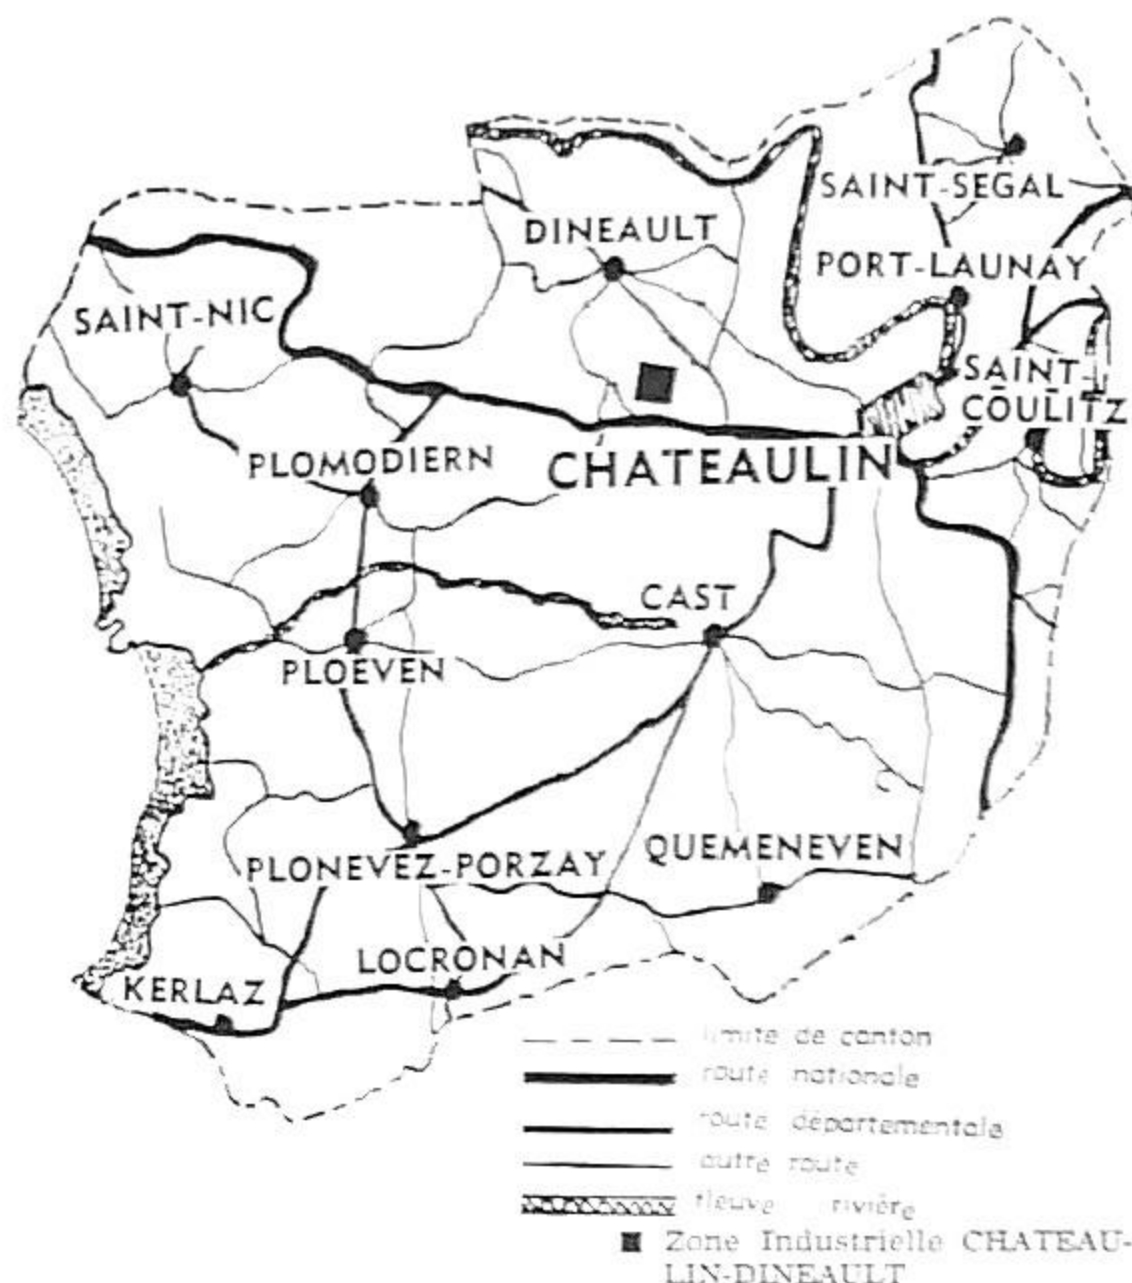 SAINT-SEGAL
DINEAULT
PORT-LAUNAY
SAINT-NIC
SAINT-
COULITZ
PLOMODIERN
CHATEAULIN
CAST
PLOEVEN
QUEMENEVEN
PLONEVEZ-PORZAY
LOCRONAN
KERLAZ
limite de canton
route nationale
route départementale
autre route
fleuve rivière
Zone Industrielle CHATEAU-
LIN-DINEAULT